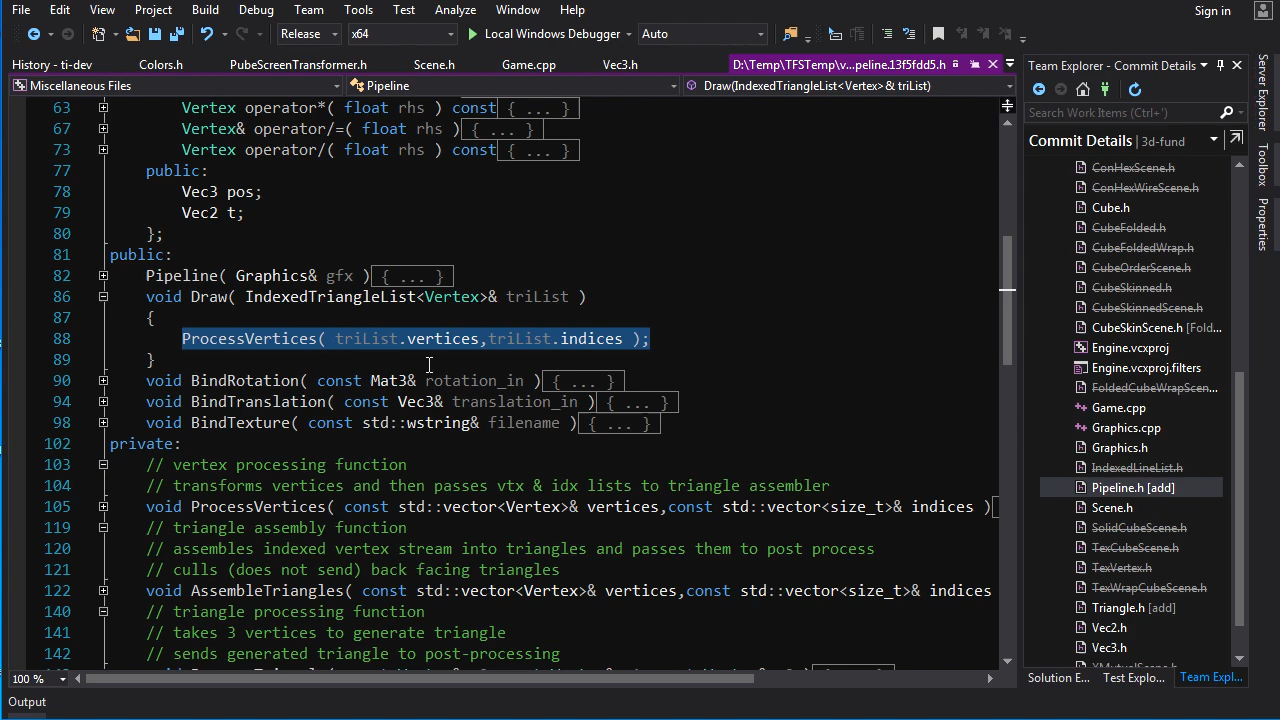 File Edit View Project Build Debug Team Tools Test Analyze Window Help Sign in
Release x64 Local Windows Debugger Auto
History - ti-dev Colors.h PubeScreenTransformer.h Scene.h Game.cpp Vec3.h D:\Temp\TFSTemp\v...peline.13f5fdd5.h
Miscellaneous Files Pipeline Draw(IndexedTriangleList<Vertex> & triList)
63 Vertex operator*( float rhs ) const{ ... }
67 Vertex& operator/=( float rhs ){ ... }
73 Vertex operator/( float rhs ) const{ ... }
77 public:
78 Vec3 pos;
79 Vec2 t;
80 };
81 public:
82 Pipeline( Graphics& gfx ){ ... }
86 void Draw( IndexedTriangleList<Vertex>& triList )
87 {
88 ProcessVertices( triList.vertices,triList.indices );
89 }
90 void BindRotation( const Mat3& rotation_in ){ ... }
94 void BindTranslation( const Vec3& translation_in ){ ... }
98 void BindTexture( const std::wstring& filename ){ ... }
102 private:
103 // vertex processing function
104 // transforms vertices and then passes vtx & idx lists to triangle assembler
105 void ProcessVertices( const std::vector<Vertex>& vertices,const std::vector<size_t>& indices )
119 // triangle assembly function
120 // assembles indexed vertex stream into triangles and passes them to post process
121 // culls (does not send) back facing triangles
122 void AssembleTriangles( const std::vector<Vertex>& vertices,const std::vector<size_t>& indices
140 // triangle processing function
141 // takes 3 vertices to generate triangle
142 // sends generated triangle to post-processing
100 %
Output
Team Explorer - Commit Details
Search Work Items (Ctrl+')
Commit Details | 3d-fund
ConHexScene.h
ConHexWireScene.h
Cube.h
CubeFolded.h
CubeFoldedWrap.h
CubeOrderScene.h
CubeSkinned.h
CubeSkinnedScene.h
CubeSkinScene.h [Fold...
Engine.vcxproj
Engine.vcxproj.filters
FoldedCubeWrapScen...
Game.cpp
Graphics.cpp
Graphics.h
IndexedLineList.h
Pipeline.h [add]
Scene.h
SolidCubeScene.h
TexCubeScene.h
TexVertex.h
TexWrapCubeScene.h
Triangle.h [add]
Vec2.h
Vec3.h
Solution E... Test Explo... Team Expl...
Server Explorer
Toolbox
Properties